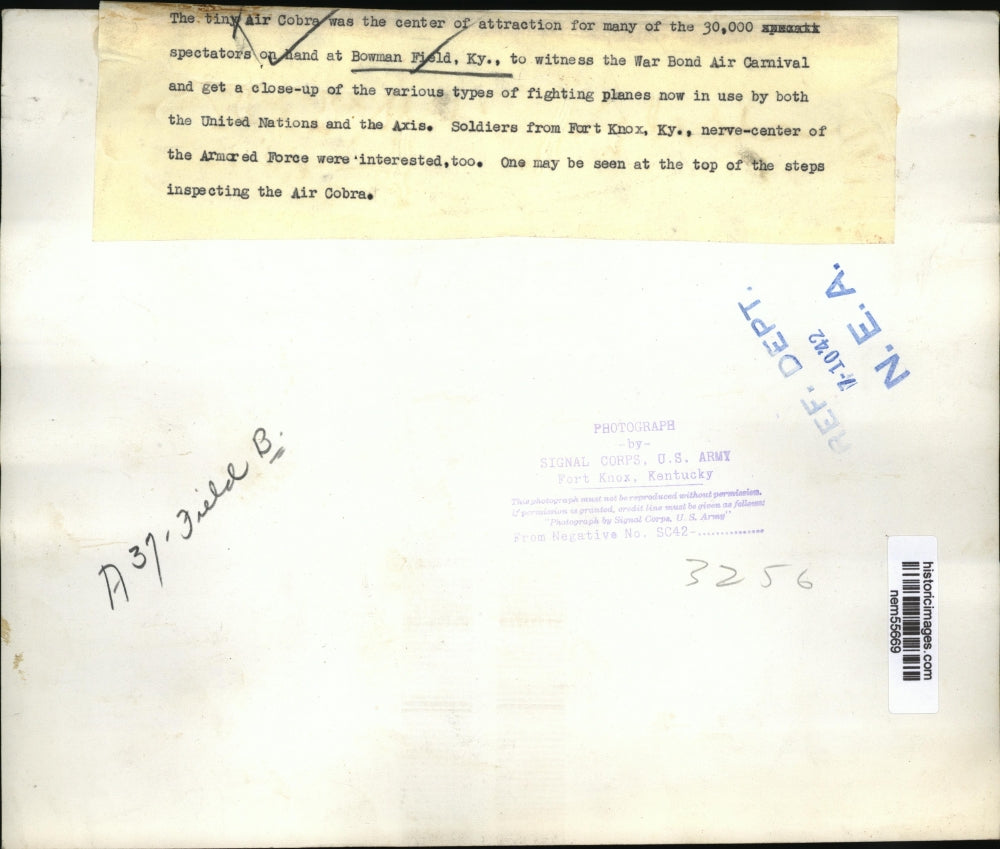 The tiny Air Cobra was the center of attraction for many of the 30,000
spectators on hand at Bowman Field, Ky., to witness the War Bond Air Carnival
and get a close-up of the various types of fighting planes now in use by both
the United Nations and the Axis. Soldiers from Fort Knox, Ky., nerve-center of
the Armored Force were interested,too. One may be seen at the top of the steps
inspecting the Air Cobra.
REF. DEPT.
10'42
N. E. A.
PHOTOGRAPH
-by-
SIGNAL CORPS, U.S. ARMY
Fort Knox, Kentucky
This photograph must not be reproduced without permission.
If permission is granted, credit line must be given as follows:
"Photograph by Signal Corps, U. S. Army"
From Negative No. SC42-...............
3256
A 37 - Field B.
historicimages.com
nem55669